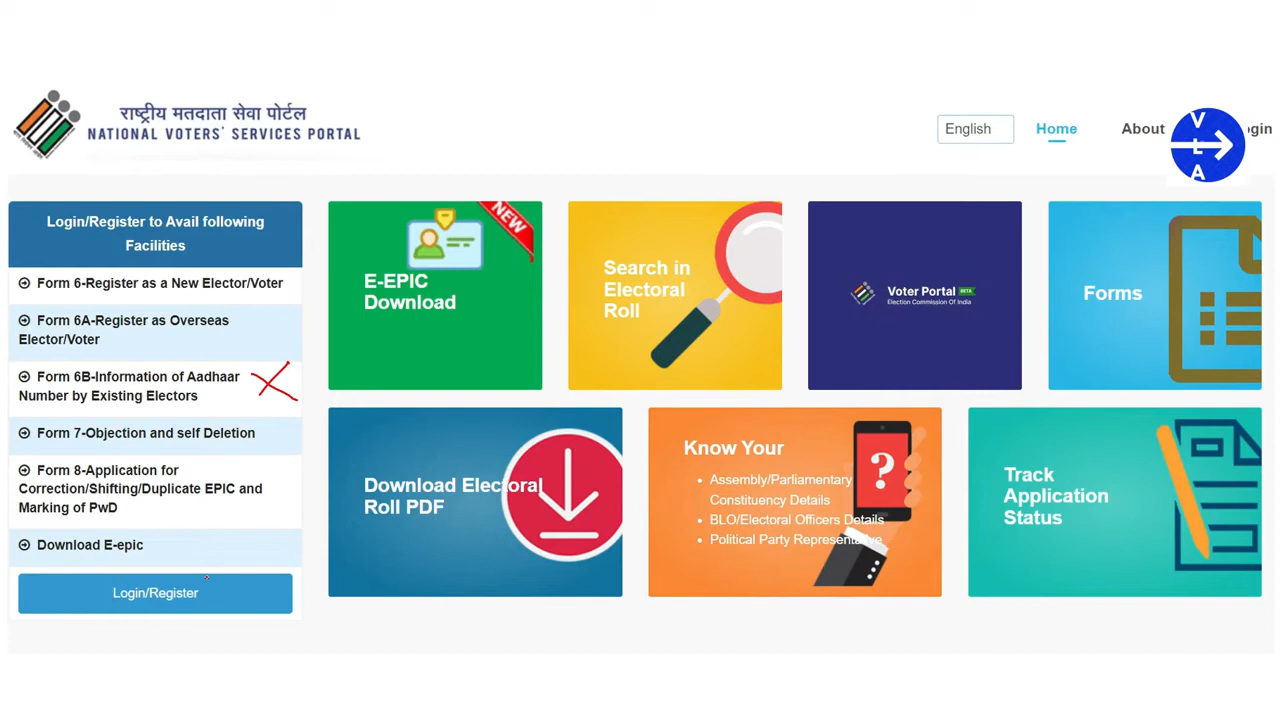 राष्ट्रीय मतदाता सेवा पोर्टल
NATIONAL VOTERS' SERVICES PORTAL
English
Home
About
ogin
V
L
A
Login/Register to Avail following
Facilities
Form 6-Register as a New Elector/Voter
Form 6A-Register as Overseas
Elector/Voter
Form 6B-Information of Aadhaar
Number by Existing Electors
Form 7-Objection and self Deletion
Form 8-Application for
Correction/Shifting/Duplicate EPIC and
Marking of PwD
Download E-epic
Login/Register
NEW
E-EPIC
Download
Search in
Electoral
Roll
Voter Portal BETA
Election Commission Of India
Forms
Download Electoral
Roll PDF
Know Your
Assembly/Parliamentary
Constituency Details
BLO/Electoral Officers Details
Political Party Representative
?
Track
Application
Status